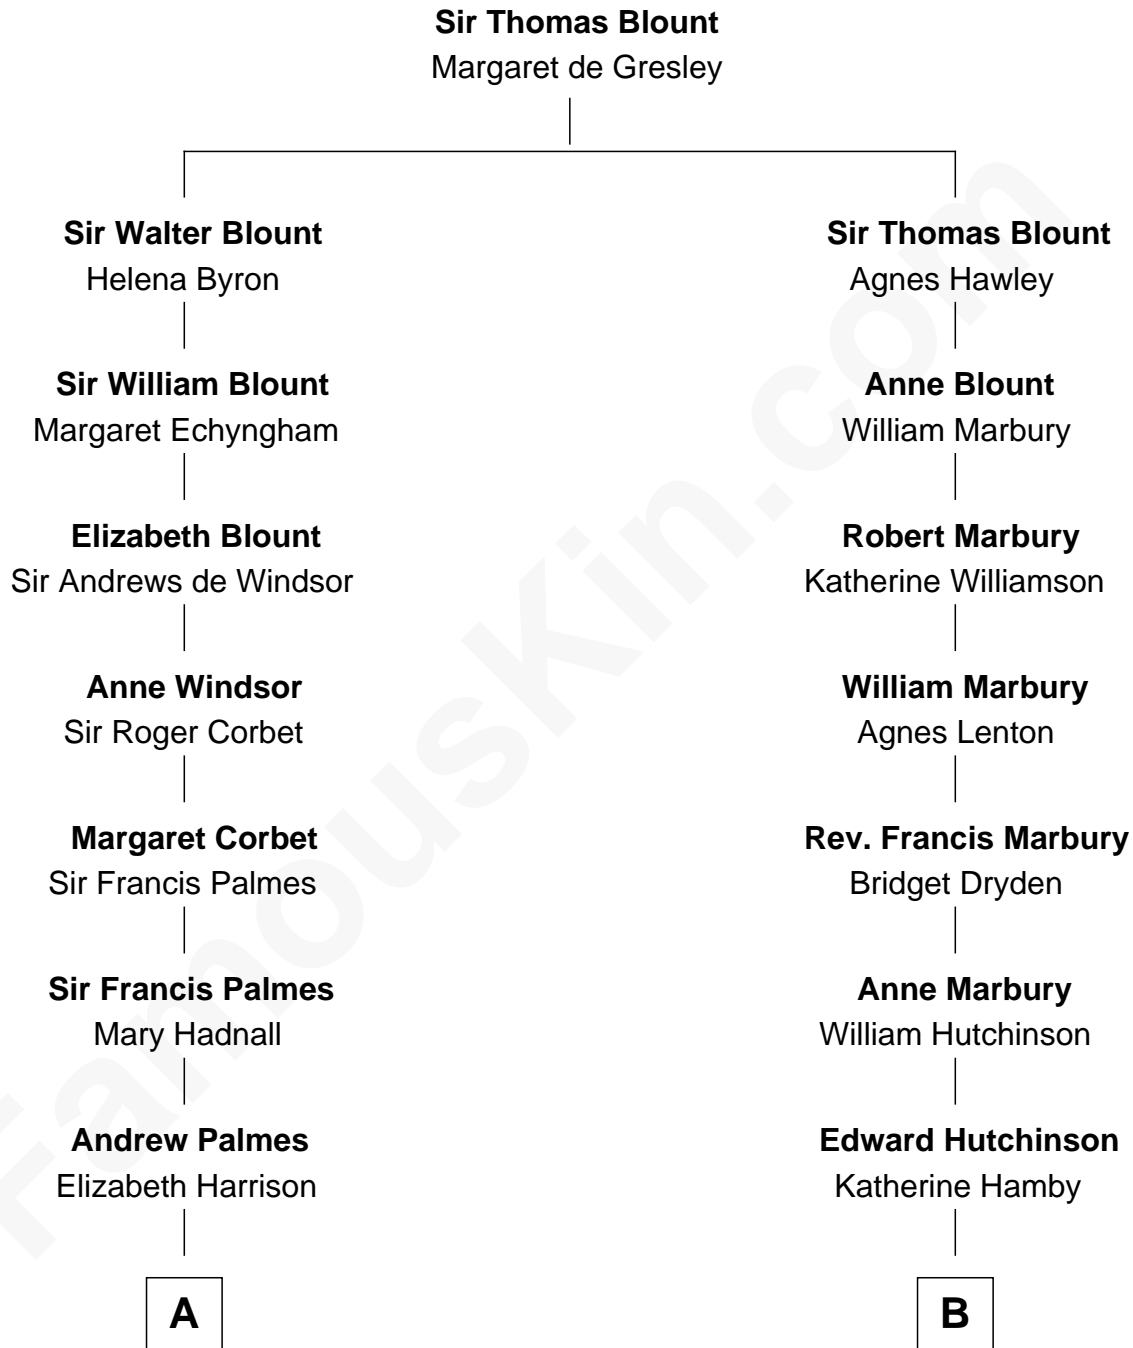 Sir Thomas Blount
Margaret de Gresley
Sir Walter Blount
Helena Byron
Sir William Blount
Margaret Echyngham
Elizabeth Blount
Sir Andrews de Windsor
Anne Windsor
Sir Roger Corbet
Margaret Corbet
Sir Francis Palmes
Sir Francis Palmes
Mary Hadnall
Andrew Palmes
Elizabeth Harrison
A
Sir Thomas Blount
Agnes Hawley
Anne Blount
William Marbury
Robert Marbury
Katherine Williamson
William Marbury
Agnes Lenton
Rev. Francis Marbury
Bridget Dryden
Anne Marbury
William Hutchinson
Edward Hutchinson
Katherine Hamby
B
FamousKin.com